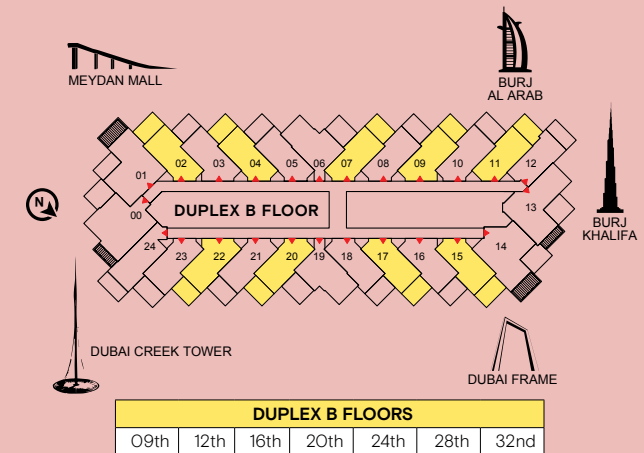 MEYDAN MALL
BURJ
AL ARAB
BURJ
KHALIFA
N
01 02 03 04 05 06 07 08 09 10 11 12
00 13
DUPLEX B FLOOR
24 23 22 21 20 19 18 17 16 15 14
DUBAI CREEK TOWER
DUBAI FRAME
DUPLEX B FLOORS
09th 12th 16th 20th 24th 28th 32nd